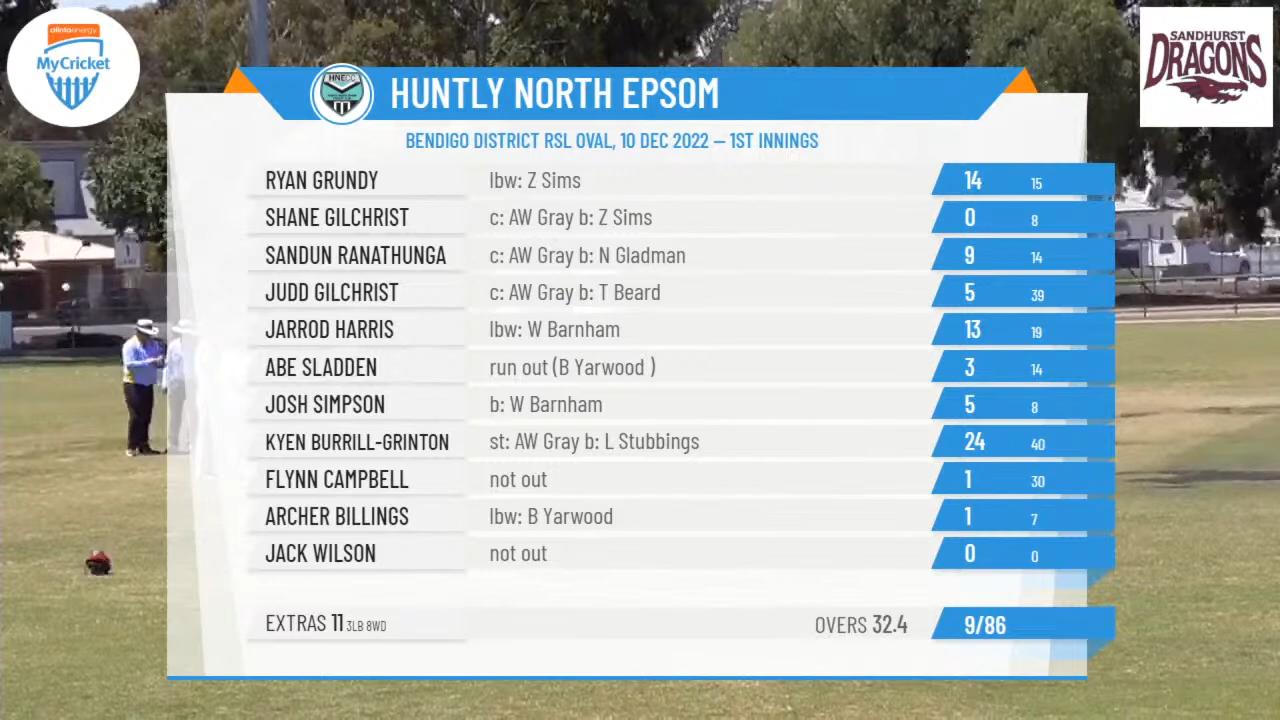 alintaenergy
MyCricket
SANDHURST
DRAGONS
HNECC
HUNTLY NORTH EPSOM
BENDIGO DISTRICT RSL OVAL, 10 DEC 2022 – 1ST INNINGS
RYAN GRUNDY lbw: Z Sims 14 15
SHANE GILCHRIST c: AW Gray b: Z Sims 0 8
SANDUN RANATHUNGA c: AW Gray b: N Gladman 9 14
JUDD GILCHRIST c: AW Gray b: T Beard 5 39
JARROD HARRIS lbw: W Barnham 13 19
ABE SLADDEN run out (B Yarwood ) 3 14
JOSH SIMPSON b: W Barnham 5 8
KYEN BURRILL-GRINTON st: AW Gray b: L Stubbings 24 40
FLYNN CAMPBELL not out 1 30
ARCHER BILLINGS lbw: B Yarwood 1 7
JACK WILSON not out 0 0
EXTRAS 11 3LB 8WD OVERS 32.4 9/86